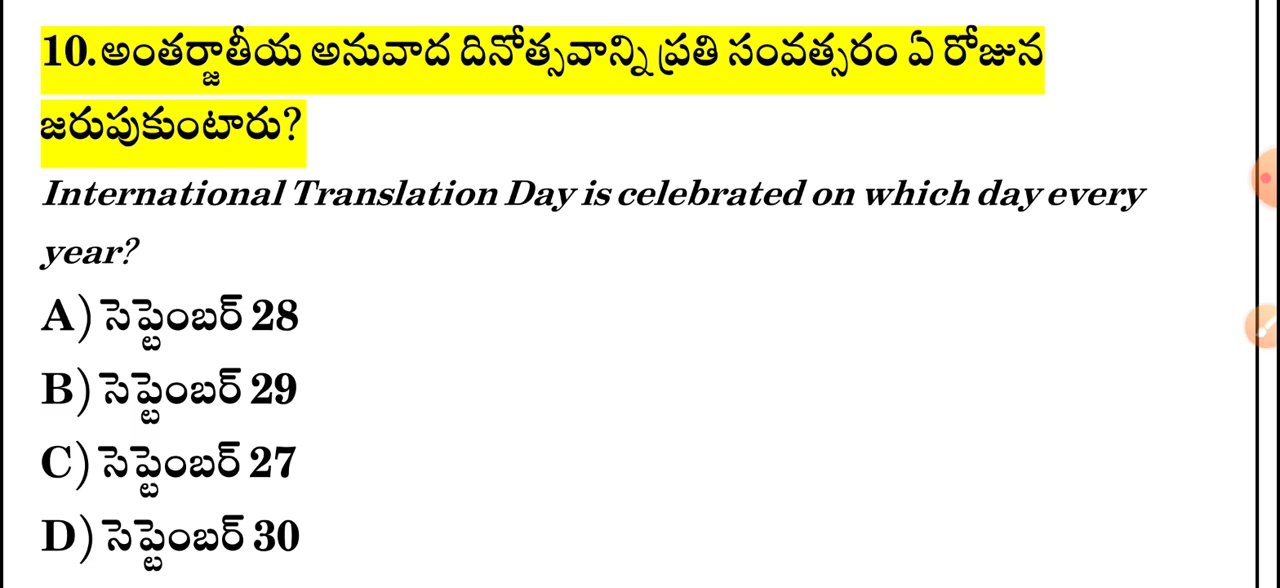 10.అంతర్జాతీయ అనువాద దినోత్సవాన్ని ప్రతి సంవత్సరం ఏ రోజున
జరుపుకుంటారు?
International Translation Day is celebrated on which day every
year?
A) సెప్టెంబర్ 28
B) సెప్టెంబర్ 29
C) సెప్టెంబర్ 27
D) సెప్టెంబర్ 30